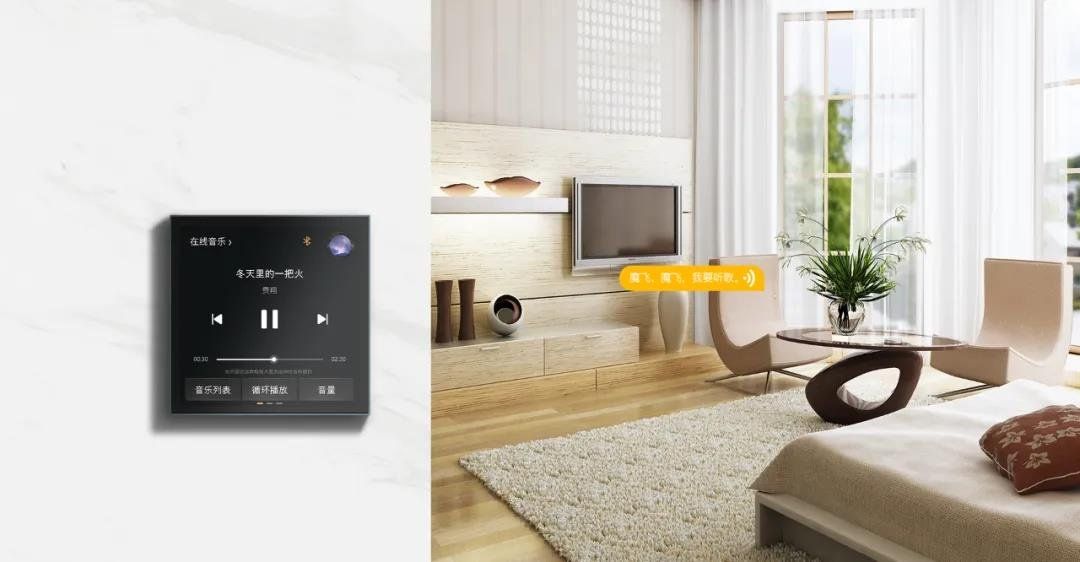 在线音乐 ›
冬天里的一把火
费翔
00:30
02:20
音乐列表
循环播放
音量
魔飞、魔飞，我要听歌。